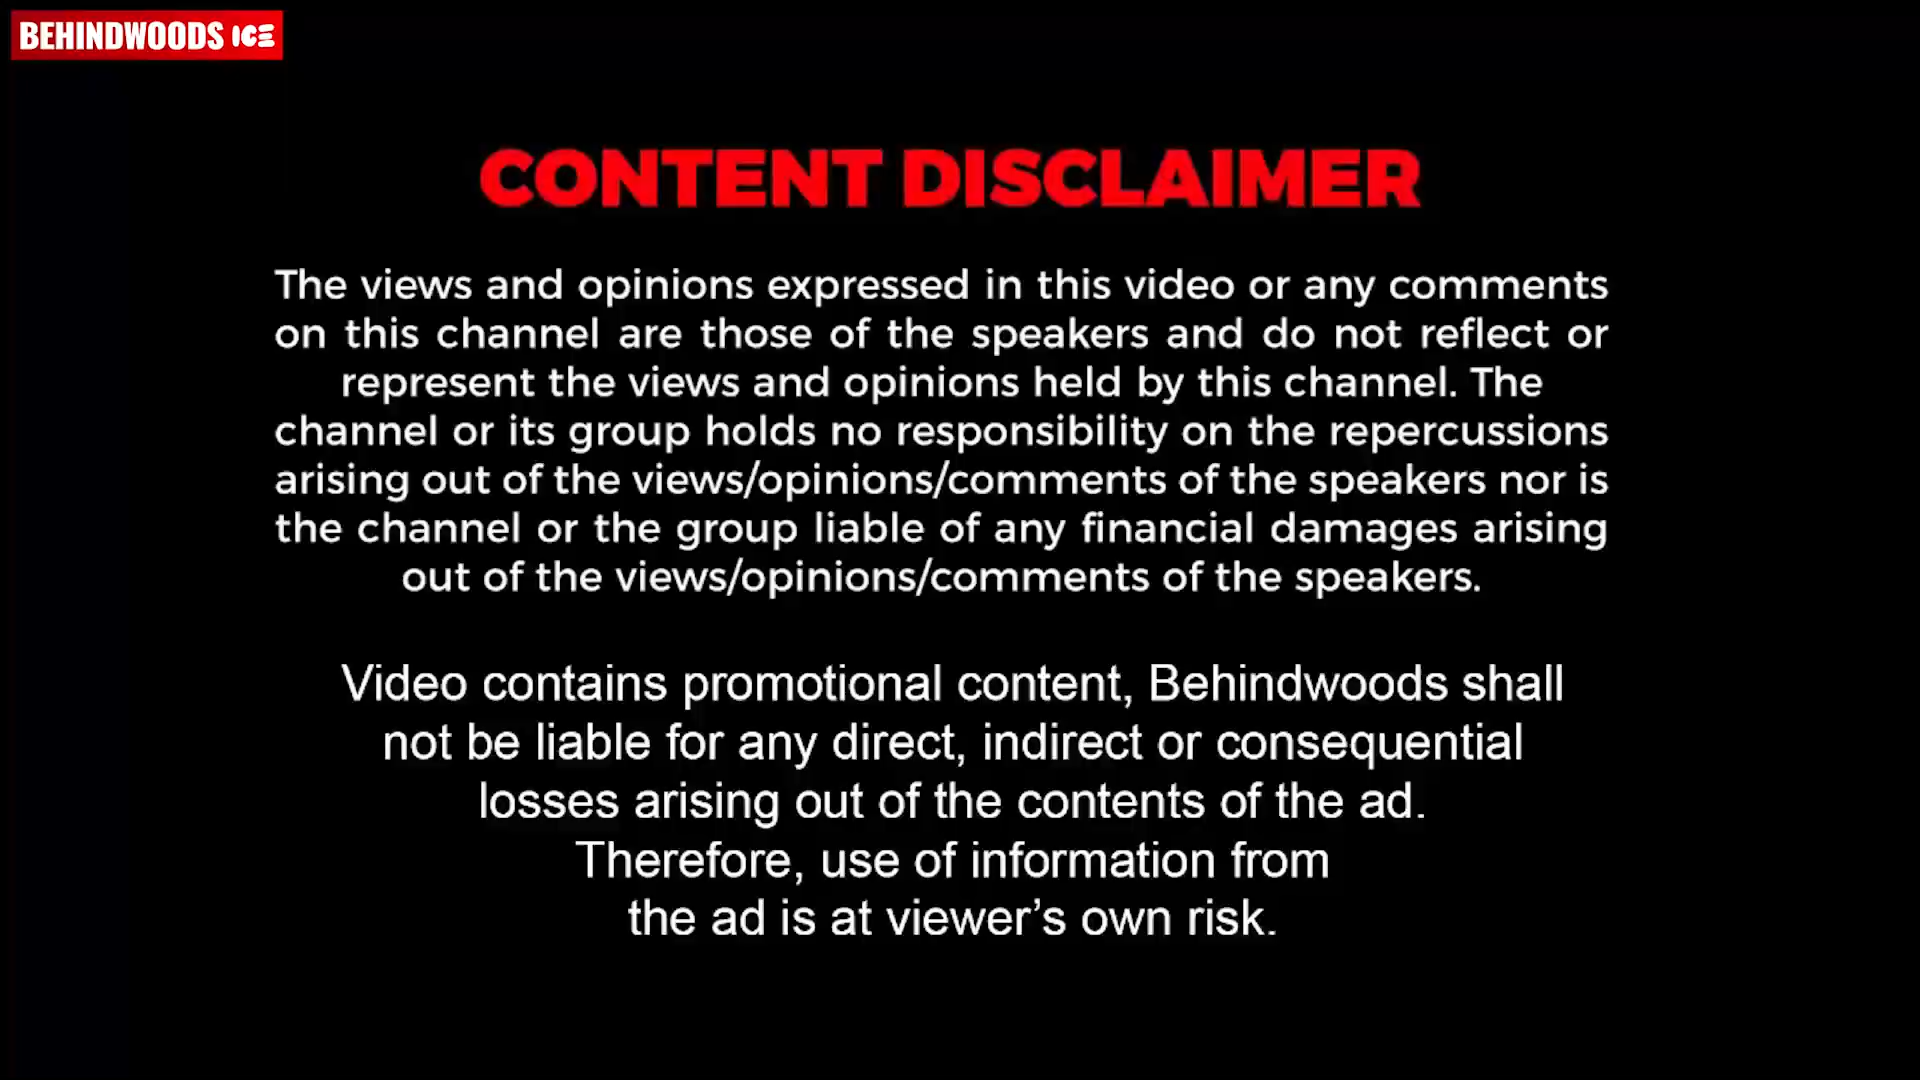 BEHINDWOODS ICE
CONTENT DISCLAIMER
The views and opinions expressed in this video or any comments
on this channel are those of the speakers and do not reflect or
represent the views and opinions held by this channel. The
channel or its group holds no responsibility on the repercussions
arising out of the views/opinions/comments of the speakers nor is
the channel or the group liable of any financial damages arising
out of the views/opinions/comments of the speakers.
Video contains promotional content, Behindwoods shall
not be liable for any direct, indirect or consequential
losses arising out of the contents of the ad.
Therefore, use of information from
the ad is at viewer’s own risk.